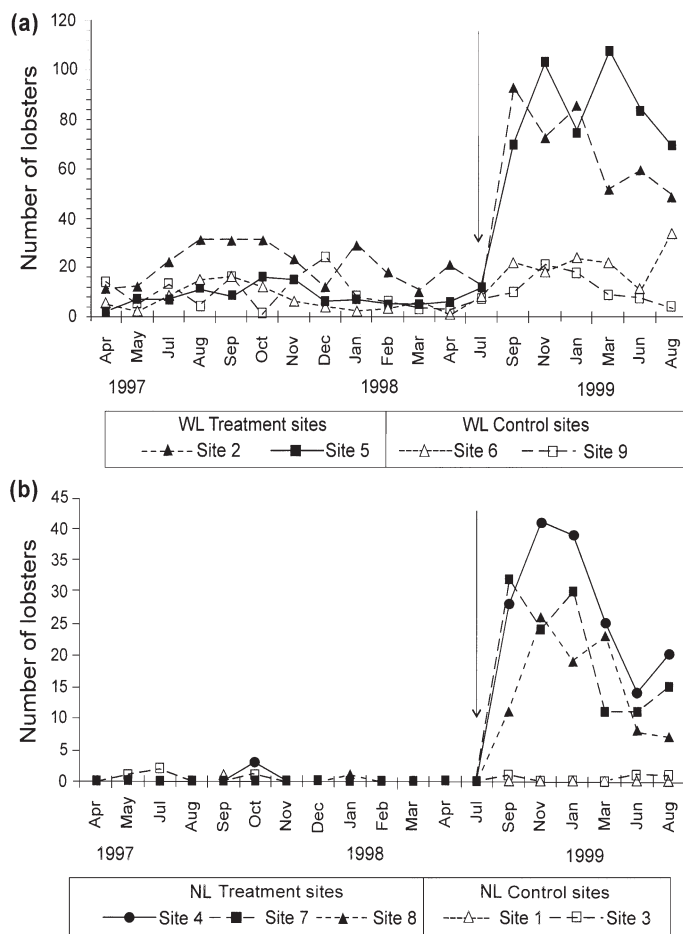 (a)
120
100
80
60
40
20
0
Number of lobsters
Apr May Jul Aug Sep Oct Nov Dec Jan Feb Mar Apr Jul Sep Nov Jan Mar Jun Aug
1997 1998 1999
WL Treatment sites WL Control sites
Site 2 Site 5 Site 6 Site 9
(b)
45
40
35
30
25
20
15
10
5
0
Number of lobsters
Apr May Jul Aug Sep Oct Nov Dec Jan Feb Mar Apr Jul Sep Nov Jan Mar Jun Aug
1997 1998 1999
NL Treatment sites NL Control sites
Site 4 Site 7 Site 8 Site 1 Site 3